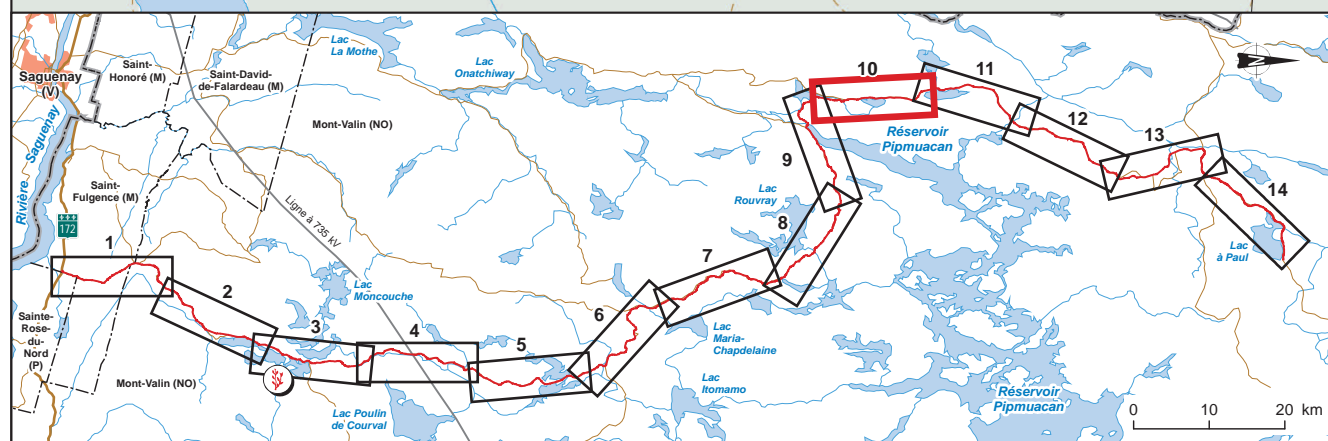 Saguenay
(V)
Saint-
Honoré (M)
Saint-David-
de-Falardeau (M)
Lac
La Mothe
Lac
Onatchiway
Mont-Valin (NO)
Rivière Saguenay
Saint-
Fulgence (M)
172
Ligne à 735 kV
Sainte-
Rose-
du-
Nord
(P)
Mont-Valin (NO)
Lac
Moncouche
Lac Poulin
de Courval
Lac
Maria-
Chapdelaine
Lac
Itomamo
Lac
Rouvray
Réservoir
Pipmuacan
Réservoir
Pipmuacan
Lac
à Paul
1
2
3
4
5
6
7
8
9
10
11
12
13
14
N
0 10 20 km